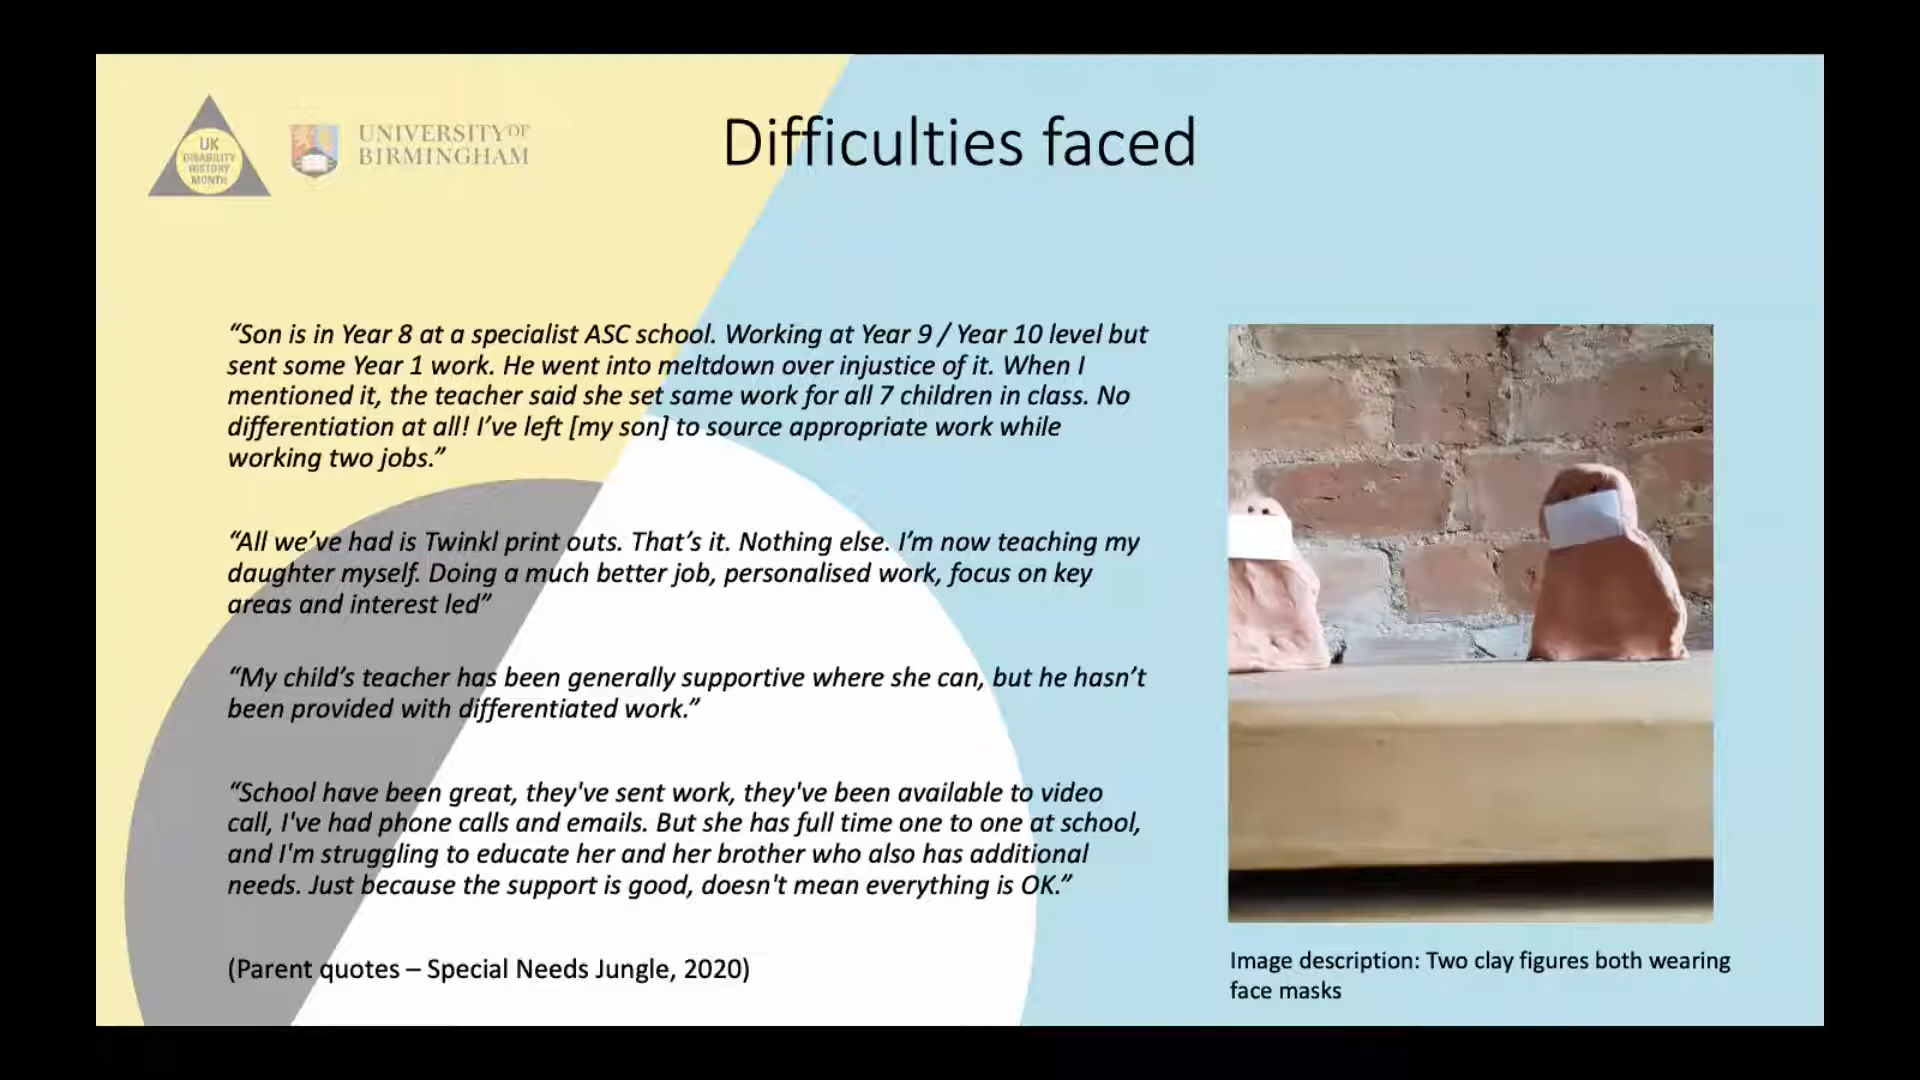 UK
DISABILITY
HISTORY
MONTH
UNIVERSITY OF
BIRMINGHAM
Difficulties faced
“Son is in Year 8 at a specialist ASC school. Working at Year 9 / Year 10 level but
sent some Year 1 work. He went into meltdown over injustice of it. When I
mentioned it, the teacher said she set same work for all 7 children in class. No
differentiation at all! I’ve left [my son] to source appropriate work while
working two jobs.”
“All we’ve had is Twinkl print outs. That’s it. Nothing else. I’m now teaching my
daughter myself. Doing a much better job, personalised work, focus on key
areas and interest led”
“My child’s teacher has been generally supportive where she can, but he hasn’t
been provided with differentiated work.”
“School have been great, they've sent work, they've been available to video
call, I've had phone calls and emails. But she has full time one to one at school,
and I'm struggling to educate her and her brother who also has additional
needs. Just because the support is good, doesn't mean everything is OK.”
(Parent quotes – Special Needs Jungle, 2020)
Image description: Two clay figures both wearing
face masks